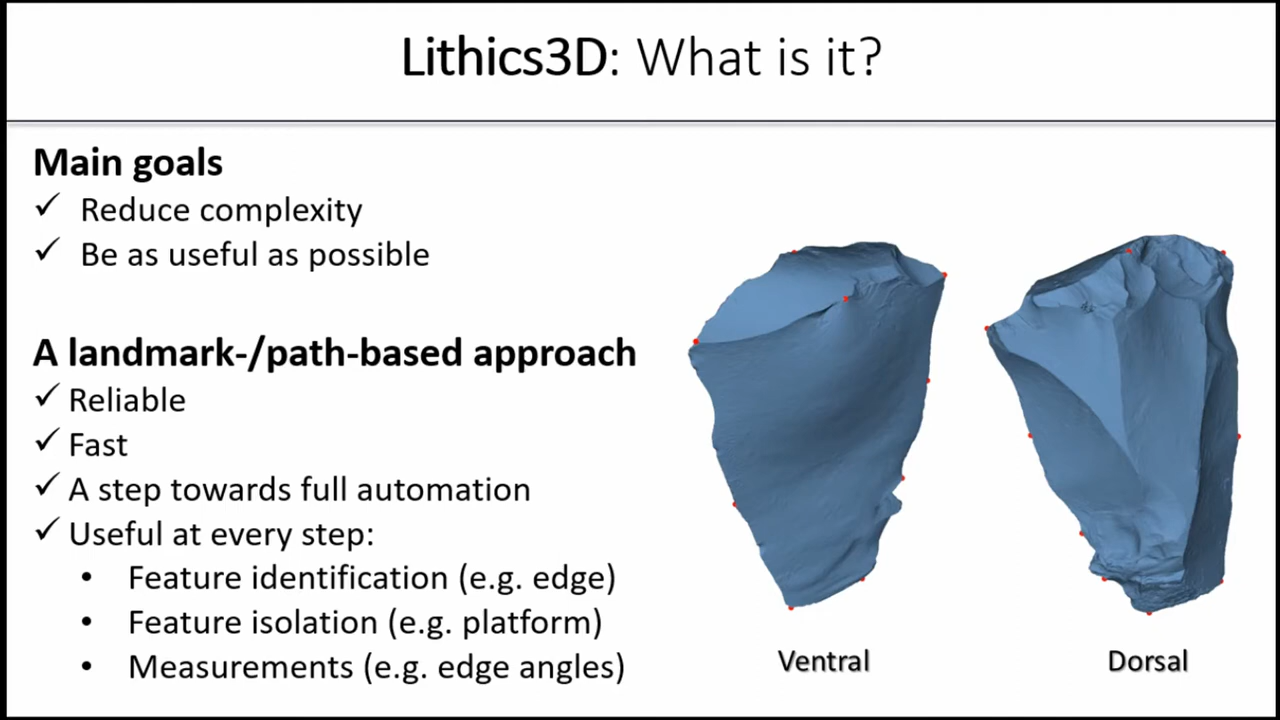 Lithics3D: What is it?
Main goals
✓ Reduce complexity
✓ Be as useful as possible
A landmark-/path-based approach
✓ Reliable
✓ Fast
✓ A step towards full automation
✓ Useful at every step:
• Feature identification (e.g. edge)
• Feature isolation (e.g. platform)
• Measurements (e.g. edge angles)
Ventral
Dorsal